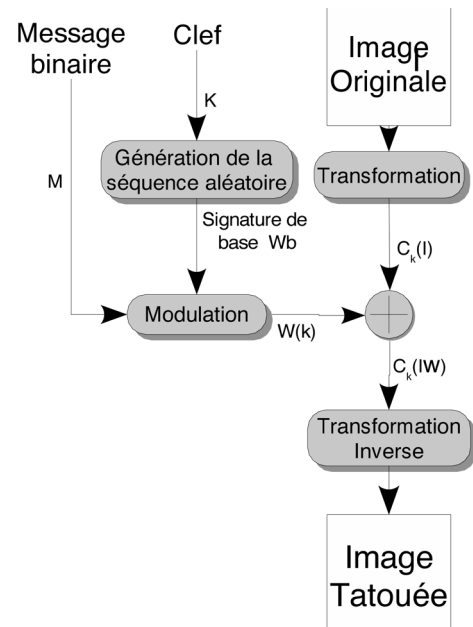 Message
binaire
Clef
Image
Originale
I
K
M
Génération de la
séquence aléatoire
Transformation
Signature de
base Wb
C_k(I)
Modulation
W(k)
C_k(IW)
Transformation
Inverse
Image
Tatouée